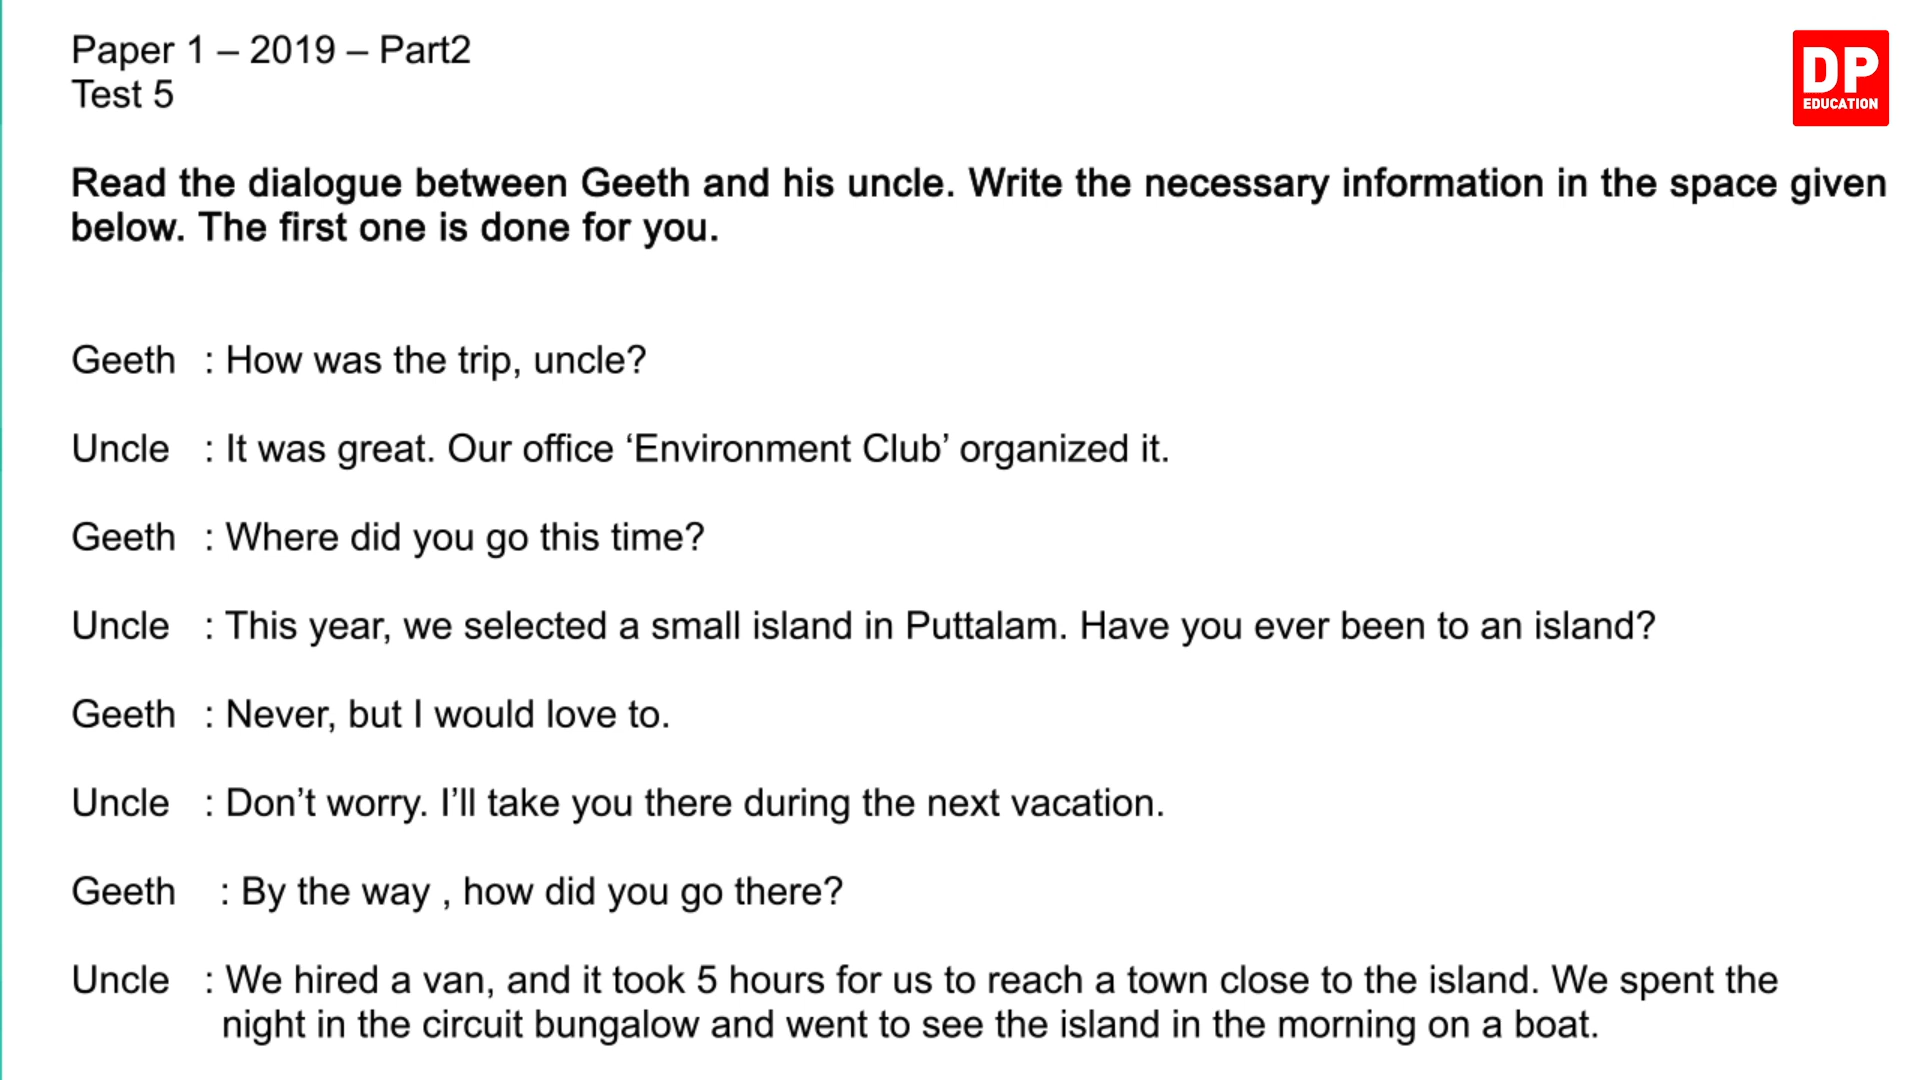 Paper 1 – 2019 – Part2
Test 5
DP
EDUCATION
Read the dialogue between Geeth and his uncle. Write the necessary information in the space given
below. The first one is done for you.
Geeth : How was the trip, uncle?
Uncle : It was great. Our office ‘Environment Club’ organized it.
Geeth : Where did you go this time?
Uncle : This year, we selected a small island in Puttalam. Have you ever been to an island?
Geeth : Never, but I would love to.
Uncle : Don’t worry. I’ll take you there during the next vacation.
Geeth : By the way , how did you go there?
Uncle : We hired a van, and it took 5 hours for us to reach a town close to the island. We spent the
night in the circuit bungalow and went to see the island in the morning on a boat.